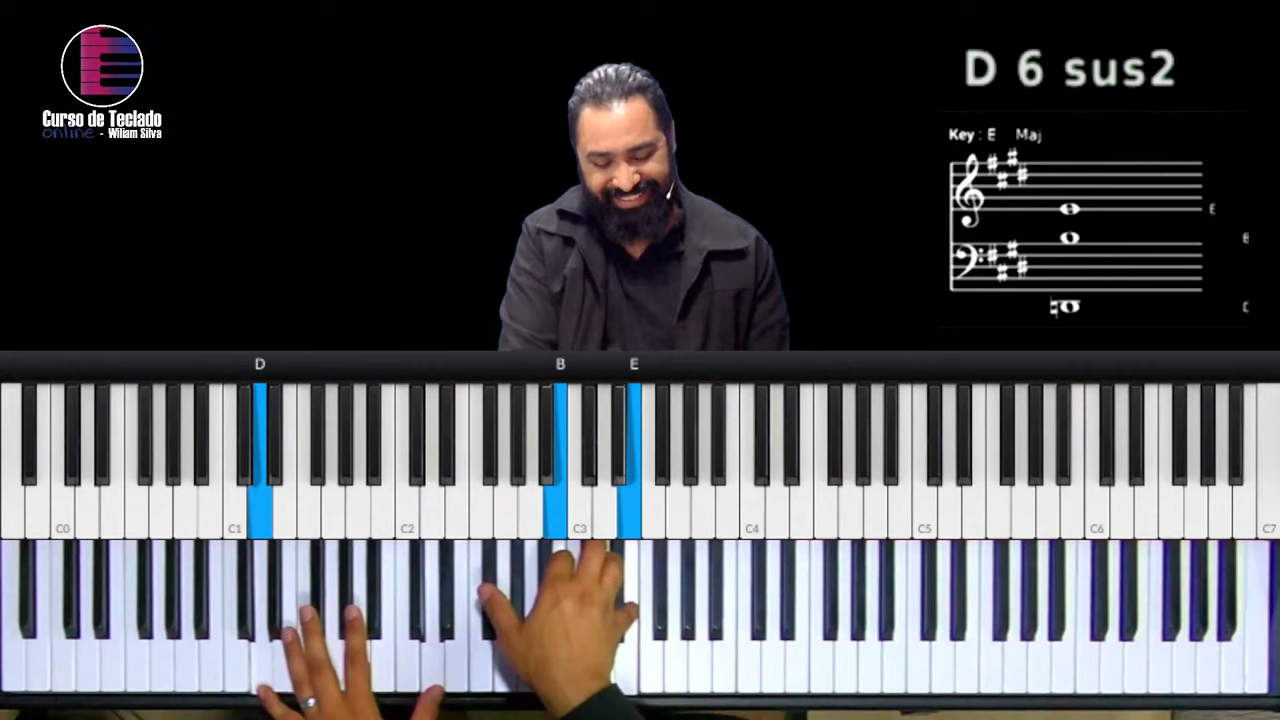 Curso de Teclado
online - Wiliam Silva
D 6 sus2
Key : E Maj
E
B
D B E
C0 C1 C2 C3 C4 C5 C6 C7